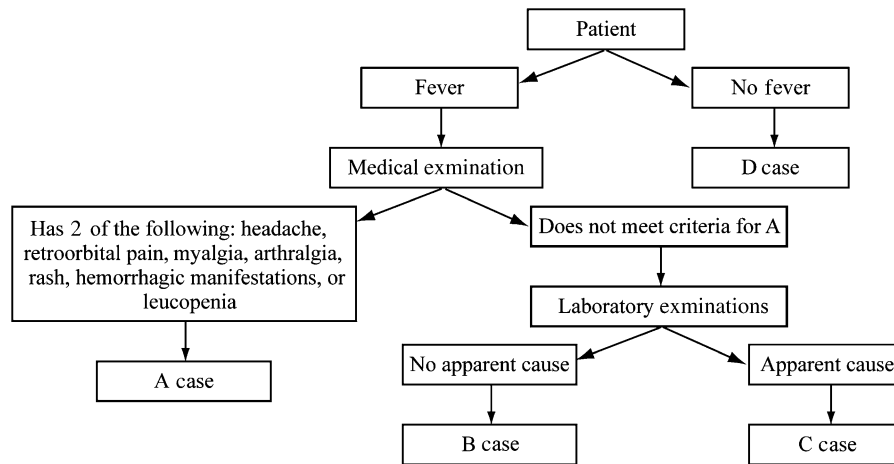 Patient
Fever
No fever
Medical exmination
D case
Has 2 of the following: headache,
retroorbital pain, myalgia, arthralgia,
rash, hemorrhagic manifestations, or
leucopenia
Does not meet criteria for A
Laboratory examinations
A case
No apparent cause
Apparent cause
B case
C case